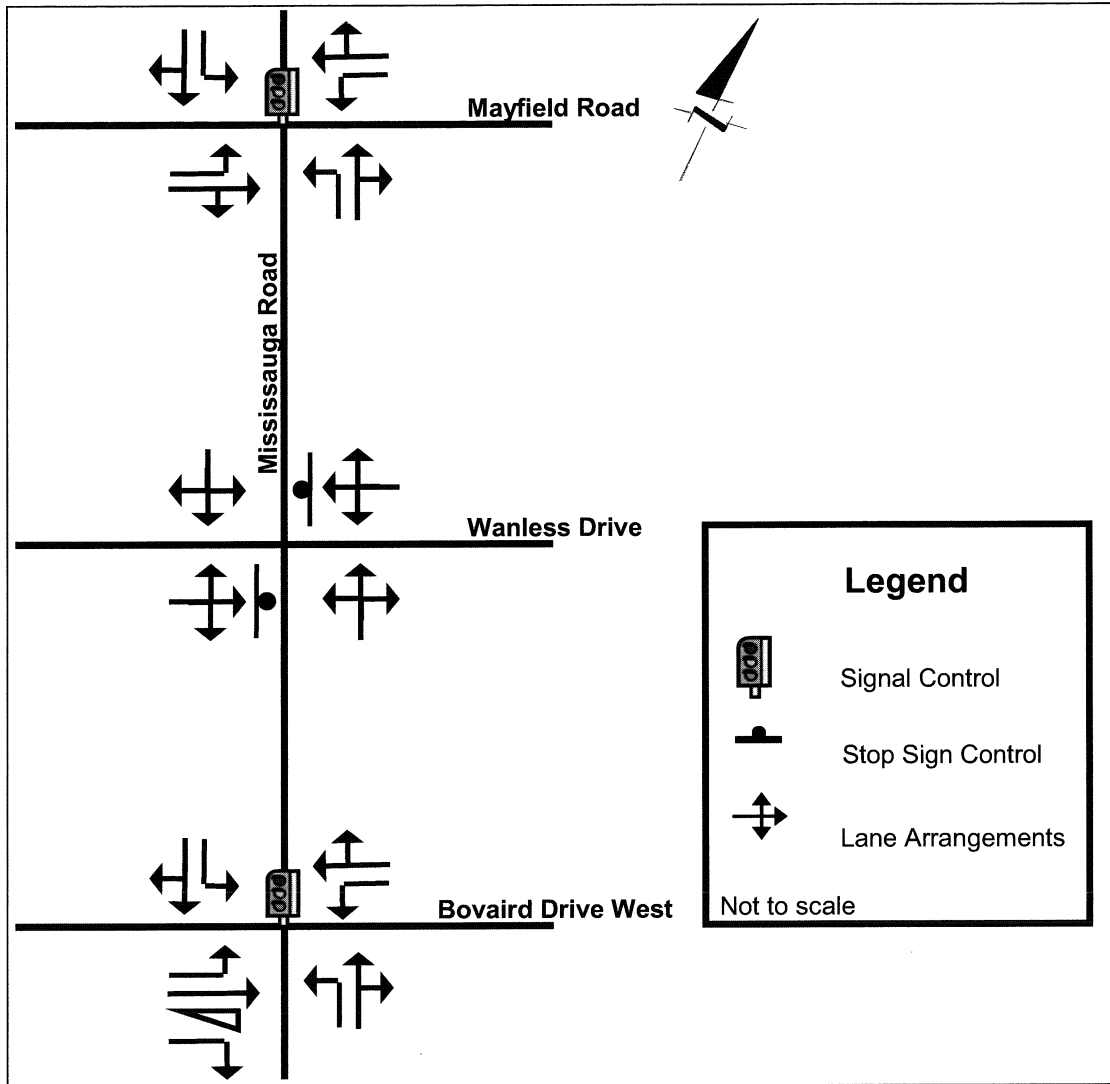 Mayfield Road
Mississauga Road
Wanless Drive
Legend
Signal Control
Stop Sign Control
Lane Arrangements
Bovaird Drive West
Not to scale